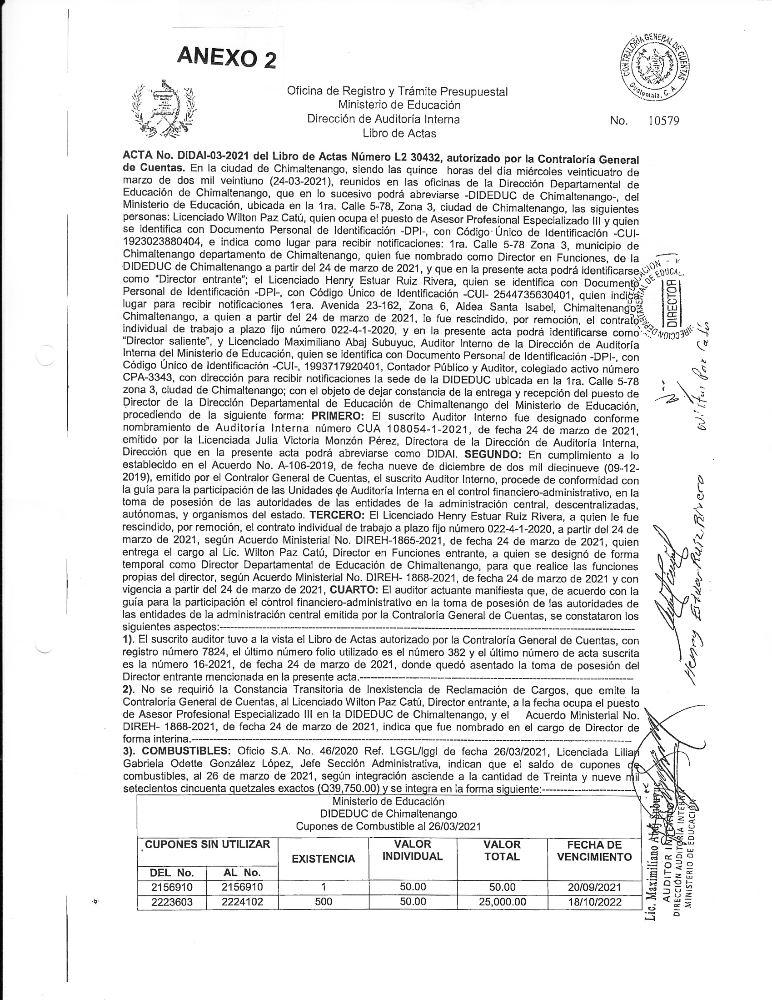 ANEXO 2
CONTRALORÍA GENERAL DE CUENTAS
Guatemala, C. A.
Oficina de Registro y Trámite Presupuestal
Ministerio de Educación
Dirección de Auditoría Interna
Libro de Actas
No. 10579
ACTA No. DIDAI-03-2021 del Libro de Actas Número L2 30432, autorizado por la Contraloría General
de Cuentas. En la ciudad de Chimaltenango, siendo las quince horas del día miércoles veinticuatro de
marzo de dos mil veintiuno (24-03-2021), reunidos en las oficinas de la Dirección Departamental de
Educación de Chimaltenango, que en lo sucesivo podrá abreviarse -DIDEDUC de Chimaltenango-, del
Ministerio de Educación, ubicada en la 1ra. Calle 5-78, Zona 3, ciudad de Chimaltenango, las siguientes
personas: Licenciado Wilton Paz Catú, quien ocupa el puesto de Asesor Profesional Especializado III y quien
se identifica con Documento Personal de Identificación -DPI-, con Código Único de Identificación -CUI-
1923023880404, e indica como lugar para recibir notificaciones: 1ra. Calle 5-78 Zona 3, municipio de
Chimaltenango departamento de Chimaltenango, quien fue nombrado como Director en Funciones, de la
DIDEDUC de Chimaltenango a partir del 24 de marzo de 2021, y que en la presente acta podrá identificarse
como "Director entrante"; el Licenciado Henry Estuar Ruiz Rivera, quien se identifica con Documento
Personal de Identificación -DPI-, con Código Único de Identificación -CUI- 2544735630401, quien indica
lugar para recibir notificaciones 1era. Avenida 23-162, Zona 6, Aldea Santa Isabel, Chimaltenango
Chimaltenango, a quien a partir del 24 de marzo de 2021, le fue rescindido, por remoción, el contrato
individual de trabajo a plazo fijo número 022-4-1-2020, y en la presente acta podrá identificarse como
"Director saliente", y Licenciado Maximiliano Abaj Subuyuc, Auditor Interno de la Dirección de Auditoría
Interna del Ministerio de Educación, quien se identifica con Documento Personal de Identificación -DPI-, con
Código Único de Identificación -CUI-, 1993717920401, Contador Público y Auditor, colegiado activo número
CPA-3343, con dirección para recibir notificaciones la sede de la DIDEDUC ubicada en la 1ra. Calle 5-78
zona 3, ciudad de Chimaltenango; con el objeto de dejar constancia de la entrega y recepción del puesto de
Director de la Dirección Departamental de Educación de Chimaltenango del Ministerio de Educación,
procediendo de la siguiente forma: PRIMERO: El suscrito Auditor Interno fue designado conforme
nombramiento de Auditoría Interna número CUA 108054-1-2021, de fecha 24 de marzo de 2021,
emitido por la Licenciada Julia Victoria Monzón Pérez, Directora de la Dirección de Auditoría Interna,
Dirección que en la presente acta podrá abreviarse como DIDAI. SEGUNDO: En cumplimiento a lo
establecido en el Acuerdo No. A-106-2019, de fecha nueve de diciembre de dos mil diecinueve (09-12-
2019), emitido por el Contralor General de Cuentas, el suscrito Auditor Interno, procede de conformidad con
la guía para la participación de las Unidades de Auditoría Interna en el control financiero-administrativo, en la
toma de posesión de las autoridades de las entidades de la administración central, descentralizadas,
autónomas, y organismos del estado. TERCERO: El Licenciado Henry Estuar Ruiz Rivera, a quien le fue
rescindido, por remoción, el contrato individual de trabajo a plazo fijo número 022-4-1-2020, a partir del 24 de
marzo de 2021, según Acuerdo Ministerial No. DIREH-1865-2021, de fecha 24 de marzo de 2021, quien
entrega el cargo al Lic. Wilton Paz Catú, Director en Funciones entrante, a quien se designó de forma
temporal como Director Departamental de Educación de Chimaltenango, para que realice las funciones
propias del director, según Acuerdo Ministerial No. DIREH- 1868-2021, de fecha 24 de marzo de 2021 y con
vigencia a partir del 24 de marzo de 2021, CUARTO: El auditor actuante manifiesta que, de acuerdo con la
guía para la participación el control financiero-administrativo en la toma de posesión de las autoridades de
las entidades de la administración central emitida por la Contraloría General de Cuentas, se constataron los
siguientes aspectos:---
1). El suscrito auditor tuvo a la vista el Libro de Actas autorizado por la Contraloría General de Cuentas, con
registro número 7824, el último número folio utilizado es el número 382 y el último número de acta suscrita
es la número 16-2021, de fecha 24 de marzo de 2021, donde quedó asentado la toma de posesión del
Director entrante mencionada en la presente acta.---
2). No se requirió la Constancia Transitoria de Inexistencia de Reclamación de Cargos, que emite la
Contraloría General de Cuentas, al Licenciado Wilton Paz Catú, Director entrante, a la fecha ocupa el puesto
de Asesor Profesional Especializado III en la DIDEDUC de Chimaltenango, y el Acuerdo Ministerial No.
DIREH- 1868-2021, de fecha 24 de marzo de 2021, indica que fue nombrado en el cargo de Director de
forma interina.---
3). COMBUSTIBLES: Oficio S.A. No. 46/2020 Ref. LGGL/lggl de fecha 26/03/2021, Licenciada Lilian
Gabriela Odette González López, Jefe Sección Administrativa, indican que el saldo de cupones de
combustibles, al 26 de marzo de 2021, según integración asciende a la cantidad de Treinta y nueve mil
setecientos cincuenta quetzales exactos (Q39,750.00) y se integra en la forma siguiente:---
Ministerio de Educación
DIDEDUC de Chimaltenango
Cupones de Combustible al 26/03/2021
CUPONES SIN UTILIZAR EXISTENCIA VALOR INDIVIDUAL VALOR TOTAL FECHA DE VENCIMIENTO
DEL No. AL No.
2156910 2156910 1 50.00 50.00 20/09/2021
2223603 2224102 500 50.00 25,000.00 18/10/2022
DIRECTOR
Wilton Paz Catú
Henry Estuar Ruiz Rivera
Lic. Maximiliano Abaj Subuyuc
AUDITOR INTERNO
DIRECCIÓN AUDITORÍA INTERNA
MINISTERIO DE EDUCACIÓN